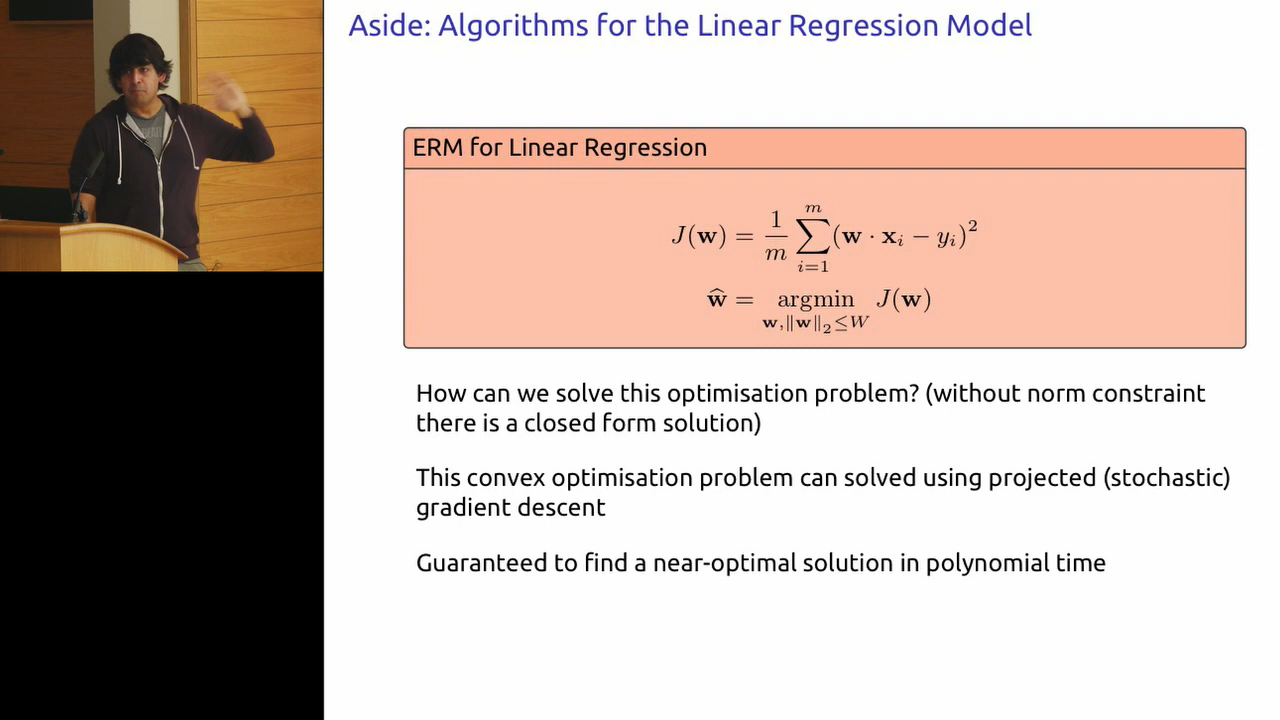 Aside: Algorithms for the Linear Regression Model
ERM for Linear Regression
J(w) = 1/m ∑_{i=1}^{m} (w · x_i − y_i)^2
ŵ = argmin_{w,‖w‖_2≤W} J(w)
How can we solve this optimisation problem? (without norm constraint
there is a closed form solution)
This convex optimisation problem can solved using projected (stochastic)
gradient descent
Guaranteed to find a near-optimal solution in polynomial time